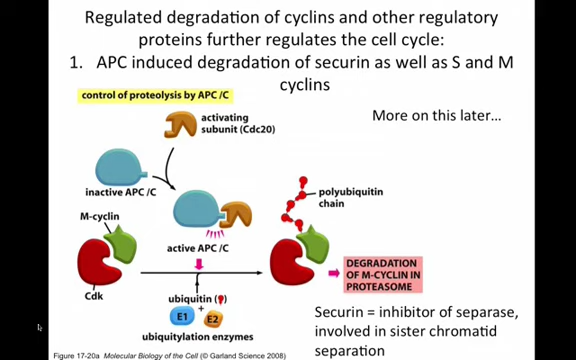 Regulated degradation of cyclins and other regulatory
proteins further regulates the cell cycle:
1. APC induced degradation of securin as well as S and M
cyclins
control of proteolysis by APC/C
More on this later…
activating
subunit (Cdc20)
inactive APC/C
polyubiquitin
chain
M-cyclin
active APC/C
DEGRADATION
OF M-CYCLIN IN
PROTEASOME
Cdk
ubiquitin ( )
+
E1 E2
ubiquitylation enzymes
Securin = inhibitor of separase,
involved in sister chromatid
separation
Figure 17-20a Molecular Biology of the Cell (© Garland Science 2008)